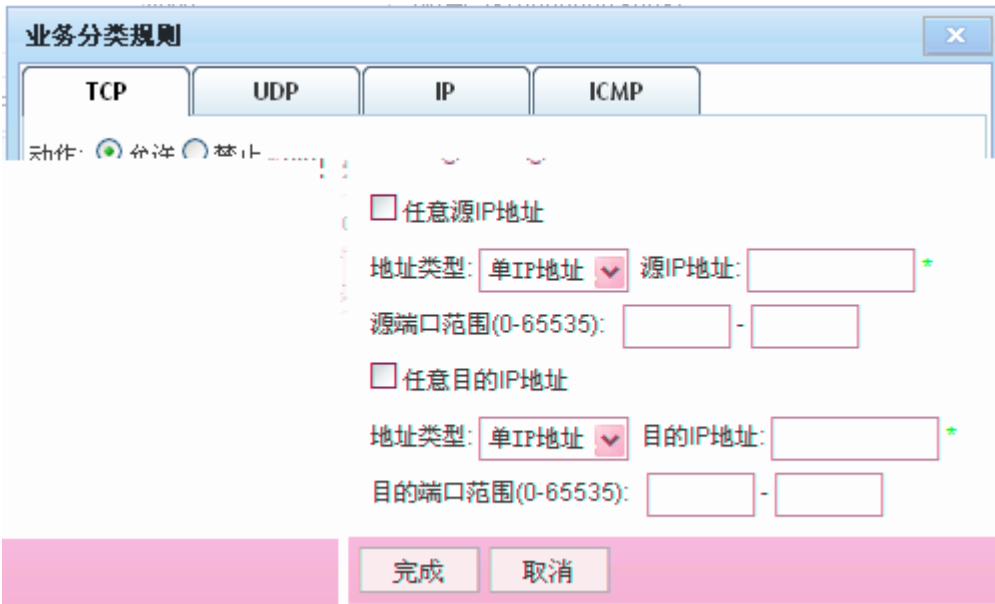 业务分类规则
TCP UDP IP ICMP
动作: 允许 禁止
任意源IP地址
地址类型: 单IP地址 源IP地址: *
源端口范围(0-65535): -
任意目的IP地址
地址类型: 单IP地址 目的IP地址: *
目的端口范围(0-65535): -
完成 取消